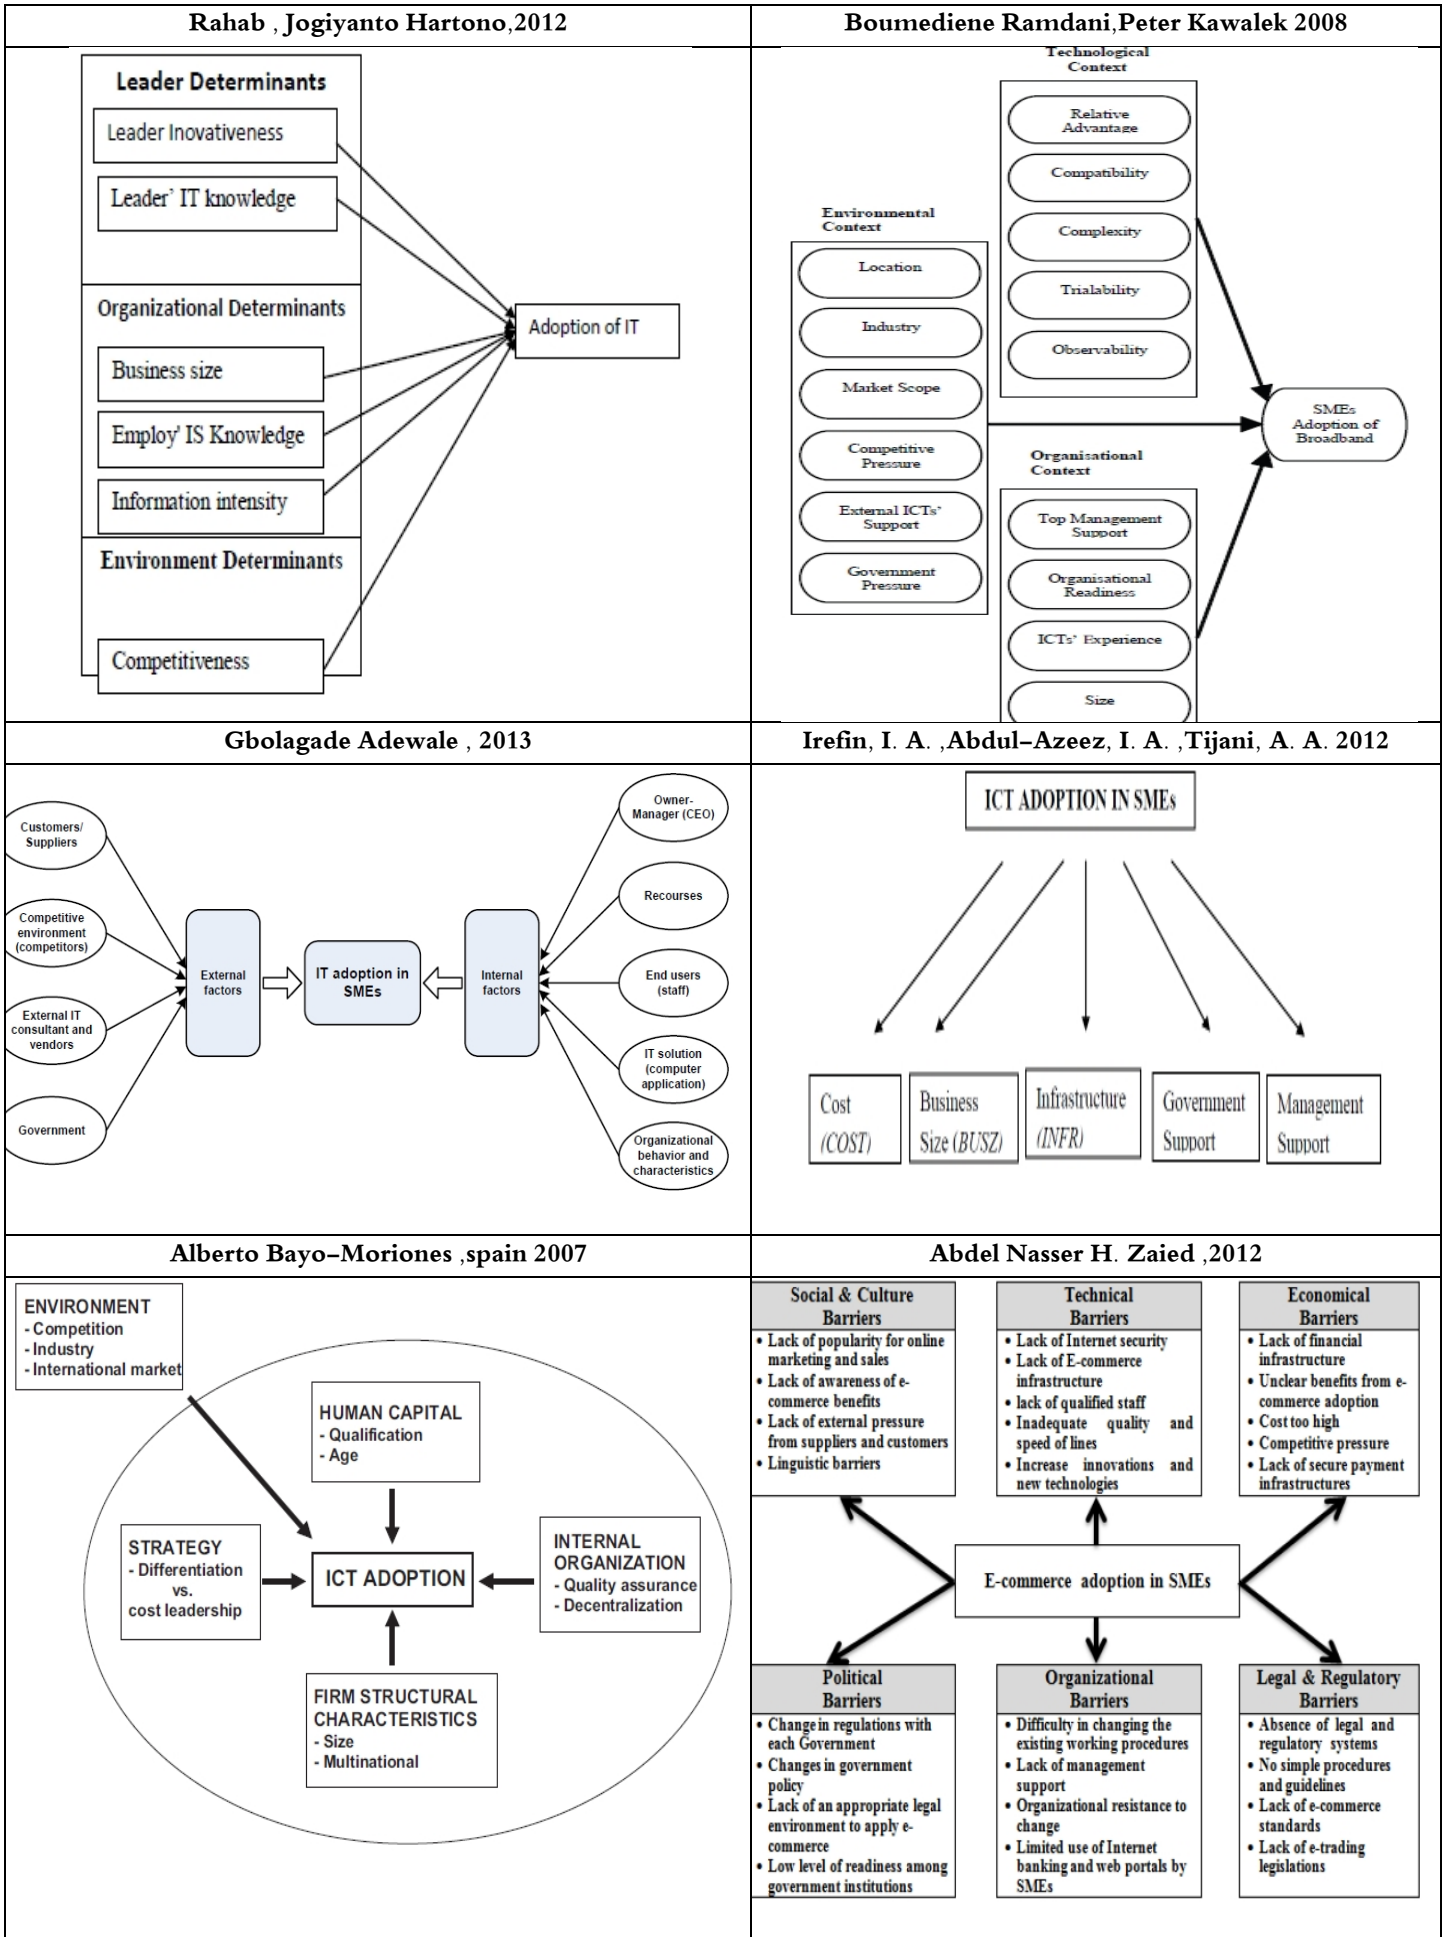 Rahab , Jogiyanto Hartono,2012
Leader Determinants
Leader Inovativeness
Leader' IT knowledge
Organizational Determinants
Business size
Employ' IS Knowledge
Information intensity
Environment Determinants
Competitiveness
Adoption of IT
Boumediene Ramdani,Peter Kawalek 2008
Technological
Context
Relative
Advantage
Compatibility
Complexity
Trialability
Observability
Environmental
Context
Location
Industry
Market Scope
Competitive
Pressure
External ICTs'
Support
Government
Pressure
Organisational
Context
Top Management
Support
Organisational
Readiness
ICTs' Experience
Size
SMEs
Adoption of
Broadband
Gbolagade Adewale , 2013
Customers/
Suppliers
Competitive
environment
(competitors)
External IT
consultant and
vendors
Government
External
factors
IT adoption in
SMEs
Internal
factors
Owner-
Manager (CEO)
Recourses
End users
(staff)
IT solution
(computer
application)
Organizational
behavior and
characteristics
Irefin, I. A. ,Abdul-Azeez, I. A. ,Tijani, A. A. 2012
ICT ADOPTION IN SMEs
Cost
(COST)
Business
Size (BUSZ)
Infrastructure
(INFR)
Government
Support
Management
Support
Alberto Bayo-Moriones ,spain 2007
ENVIRONMENT
- Competition
- Industry
- International market
HUMAN CAPITAL
- Qualification
- Age
STRATEGY
- Differentiation
vs.
cost leadership
ICT ADOPTION
INTERNAL
ORGANIZATION
- Quality assurance
- Decentralization
FIRM STRUCTURAL
CHARACTERISTICS
- Size
- Multinational
Abdel Nasser H. Zaied ,2012
Social & Culture
Barriers
• Lack of popularity for online
marketing and sales
• Lack of awareness of e-
commerce benefits
• Lack of external pressure
from suppliers and customers
• Linguistic barriers
Technical
Barriers
• Lack of Internet security
• Lack of E-commerce
infrastructure
• lack of qualified staff
• Inadequate quality and
speed of lines
• Increase innovations and
new technologies
Economical
Barriers
• Lack of financial
infrastructure
• Unclear benefits from e-
commerce adoption
• Cost too high
• Competitive pressure
• Lack of secure payment
infrastructures
E-commerce adoption in SMEs
Political
Barriers
• Change in regulations with
each Government
• Changes in government
policy
• Lack of an appropriate legal
environment to apply e-
commerce
• Low level of readiness among
government institutions
Organizational
Barriers
• Difficulty in changing the
existing working procedures
• Lack of management
support
• Organizational resistance to
change
• Limited use of Internet
banking and web portals by
SMEs
Legal & Regulatory
Barriers
• Absence of legal and
regulatory systems
• No simple procedures
and guidelines
• Lack of e-commerce
standards
• Lack of e-trading
legislations